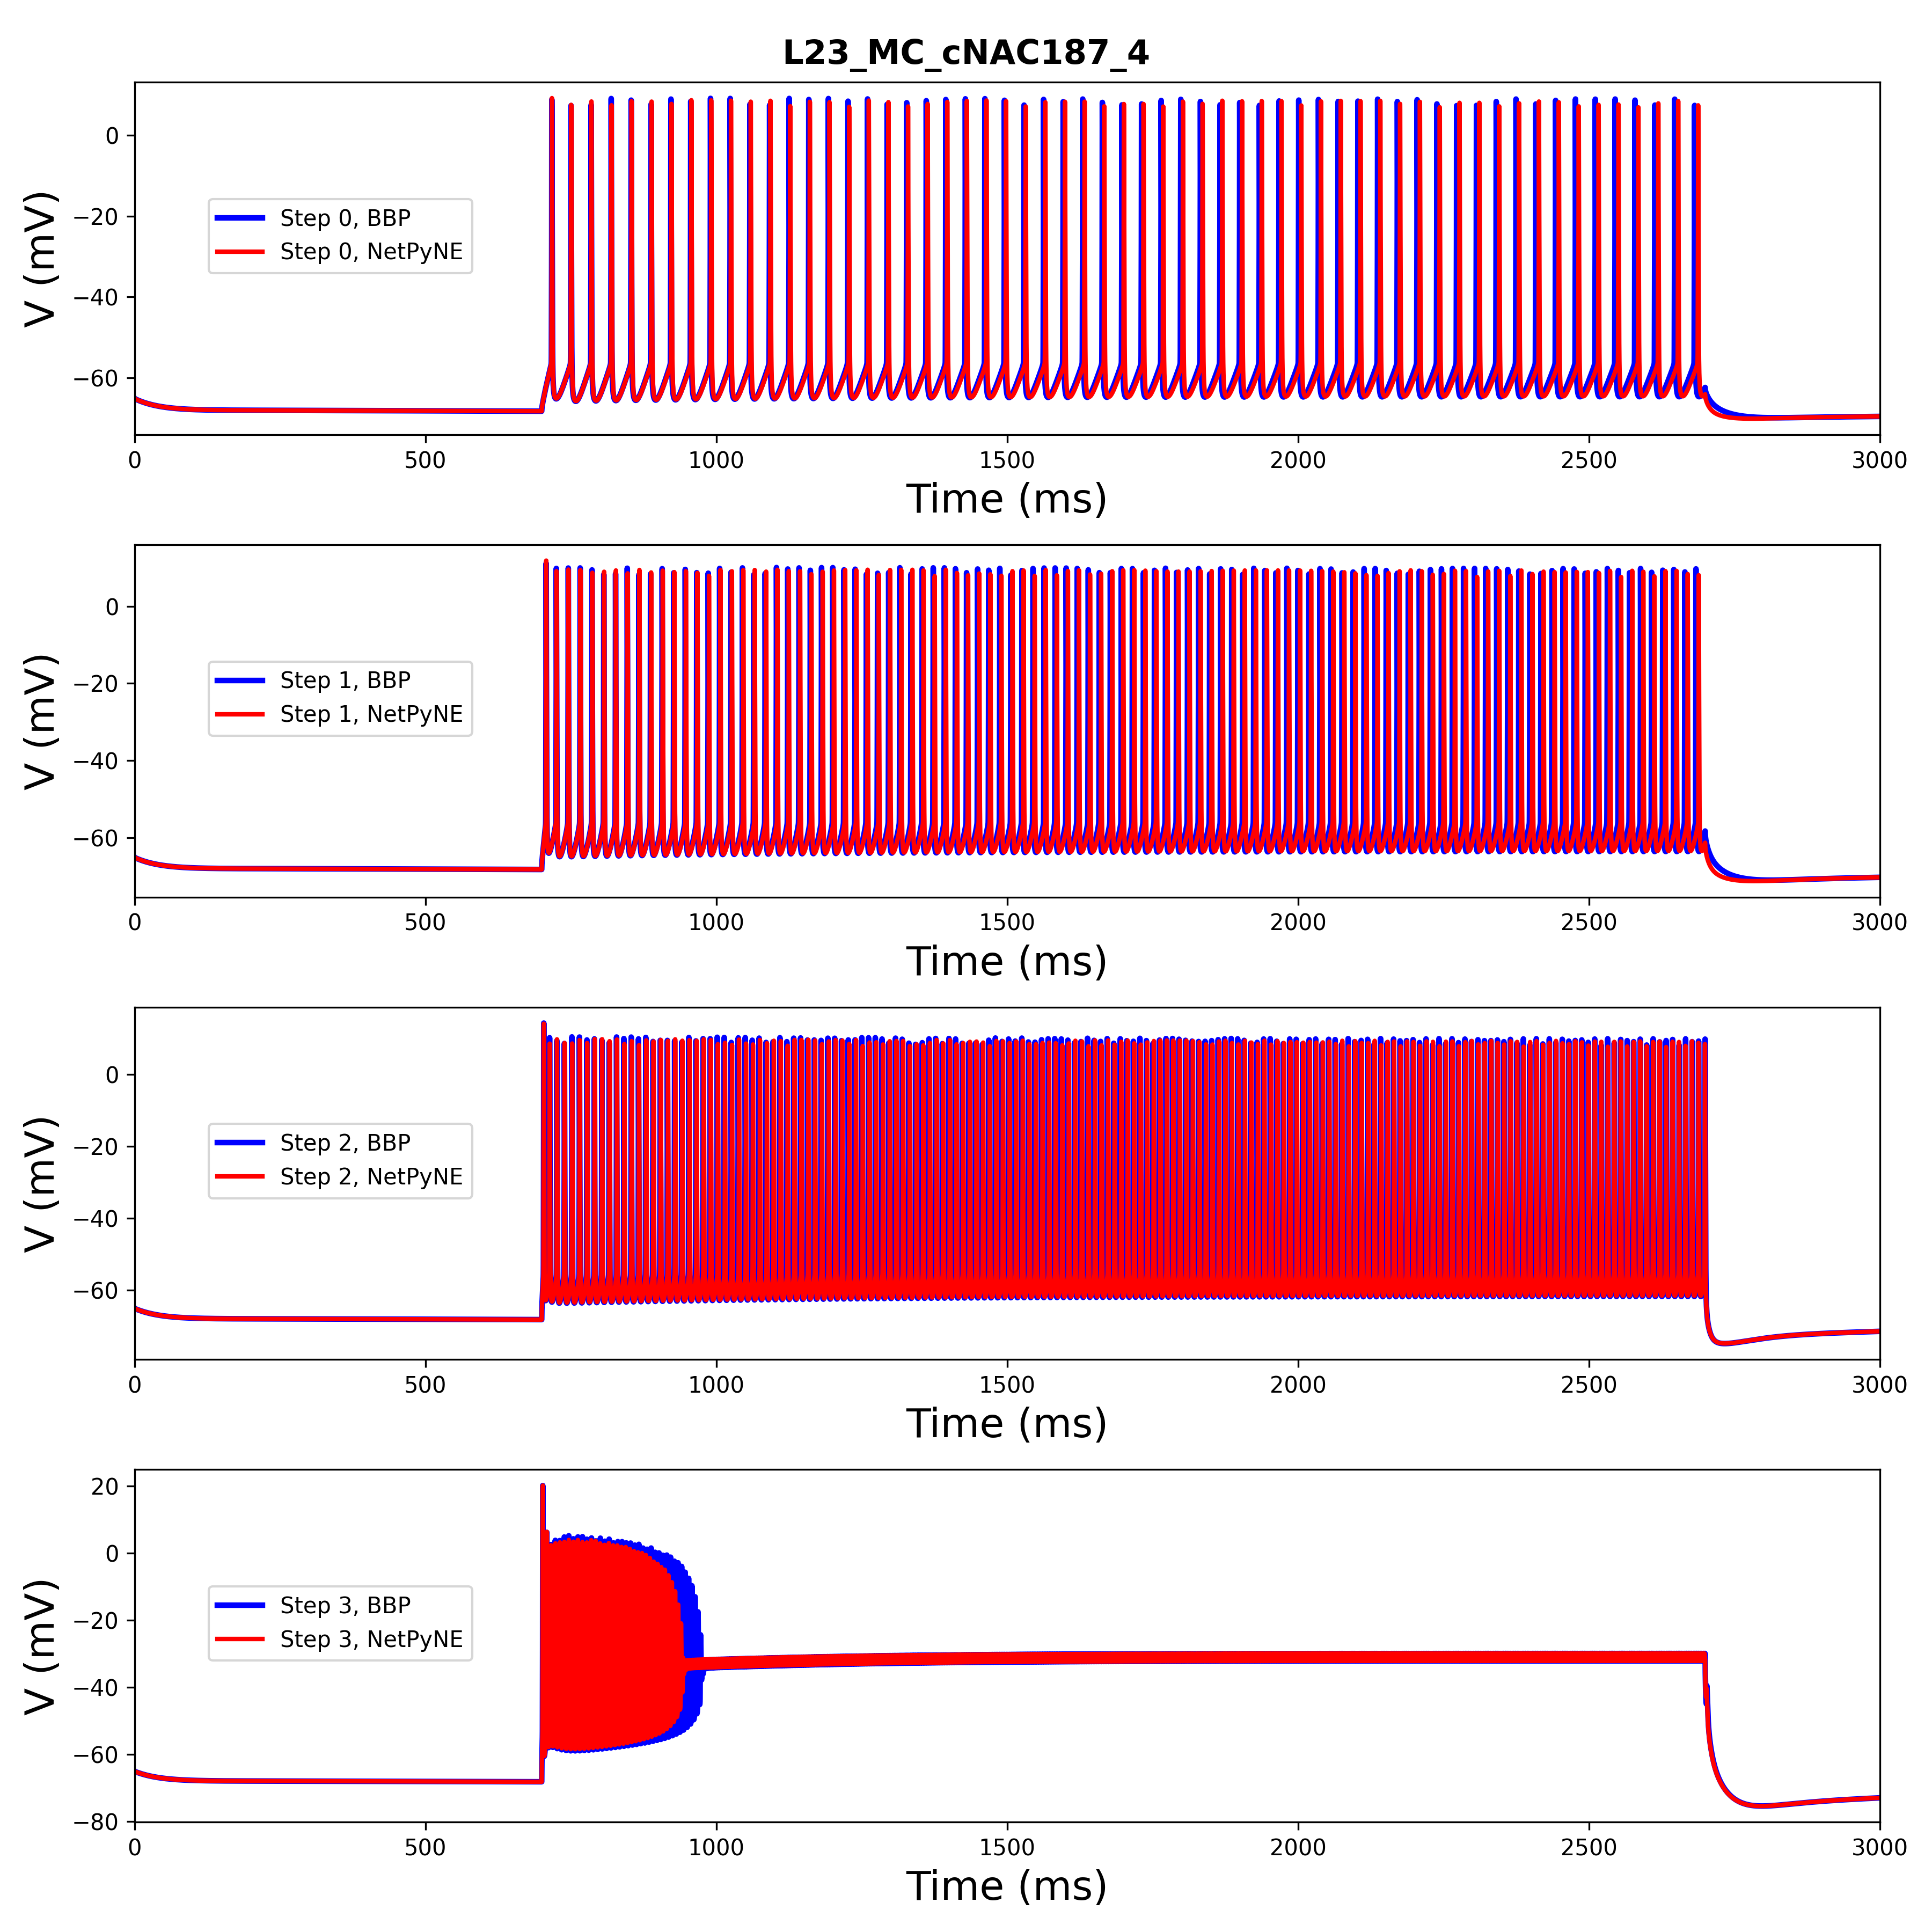 L23_MC_cNAC187_4
0
−20
−40
−60
V (mV)
Step 0, BBP
Step 0, NetPyNE
0 500 1000 1500 2000 2500 3000
Time (ms)
0
−20
−40
−60
V (mV)
Step 1, BBP
Step 1, NetPyNE
0 500 1000 1500 2000 2500 3000
Time (ms)
0
−20
−40
−60
V (mV)
Step 2, BBP
Step 2, NetPyNE
0 500 1000 1500 2000 2500 3000
Time (ms)
20
0
−20
−40
−60
−80
V (mV)
Step 3, BBP
Step 3, NetPyNE
0 500 1000 1500 2000 2500 3000
Time (ms)